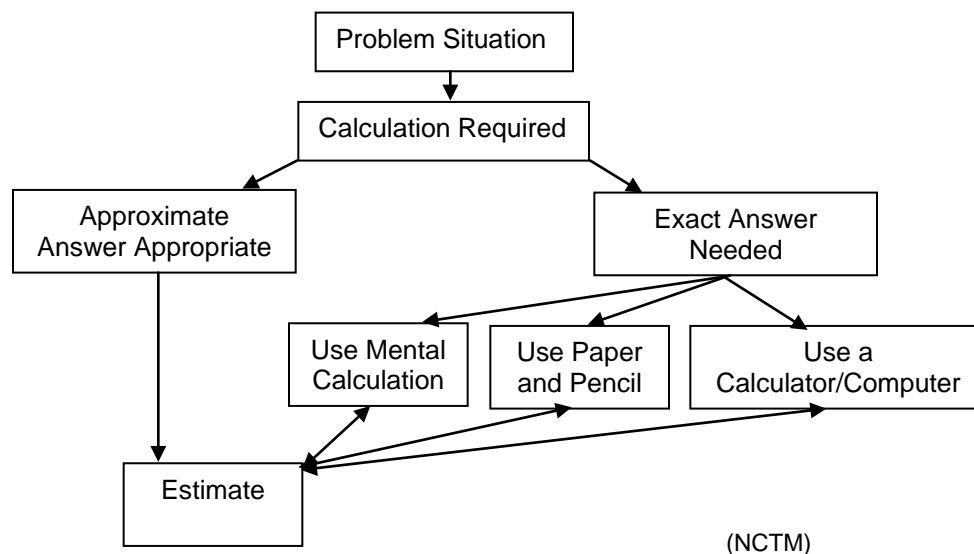 Problem Situation
Calculation Required
Approximate
Answer Appropriate
Exact Answer
Needed
Use Mental
Calculation
Use Paper
and Pencil
Use a
Calculator/Computer
Estimate
(NCTM)